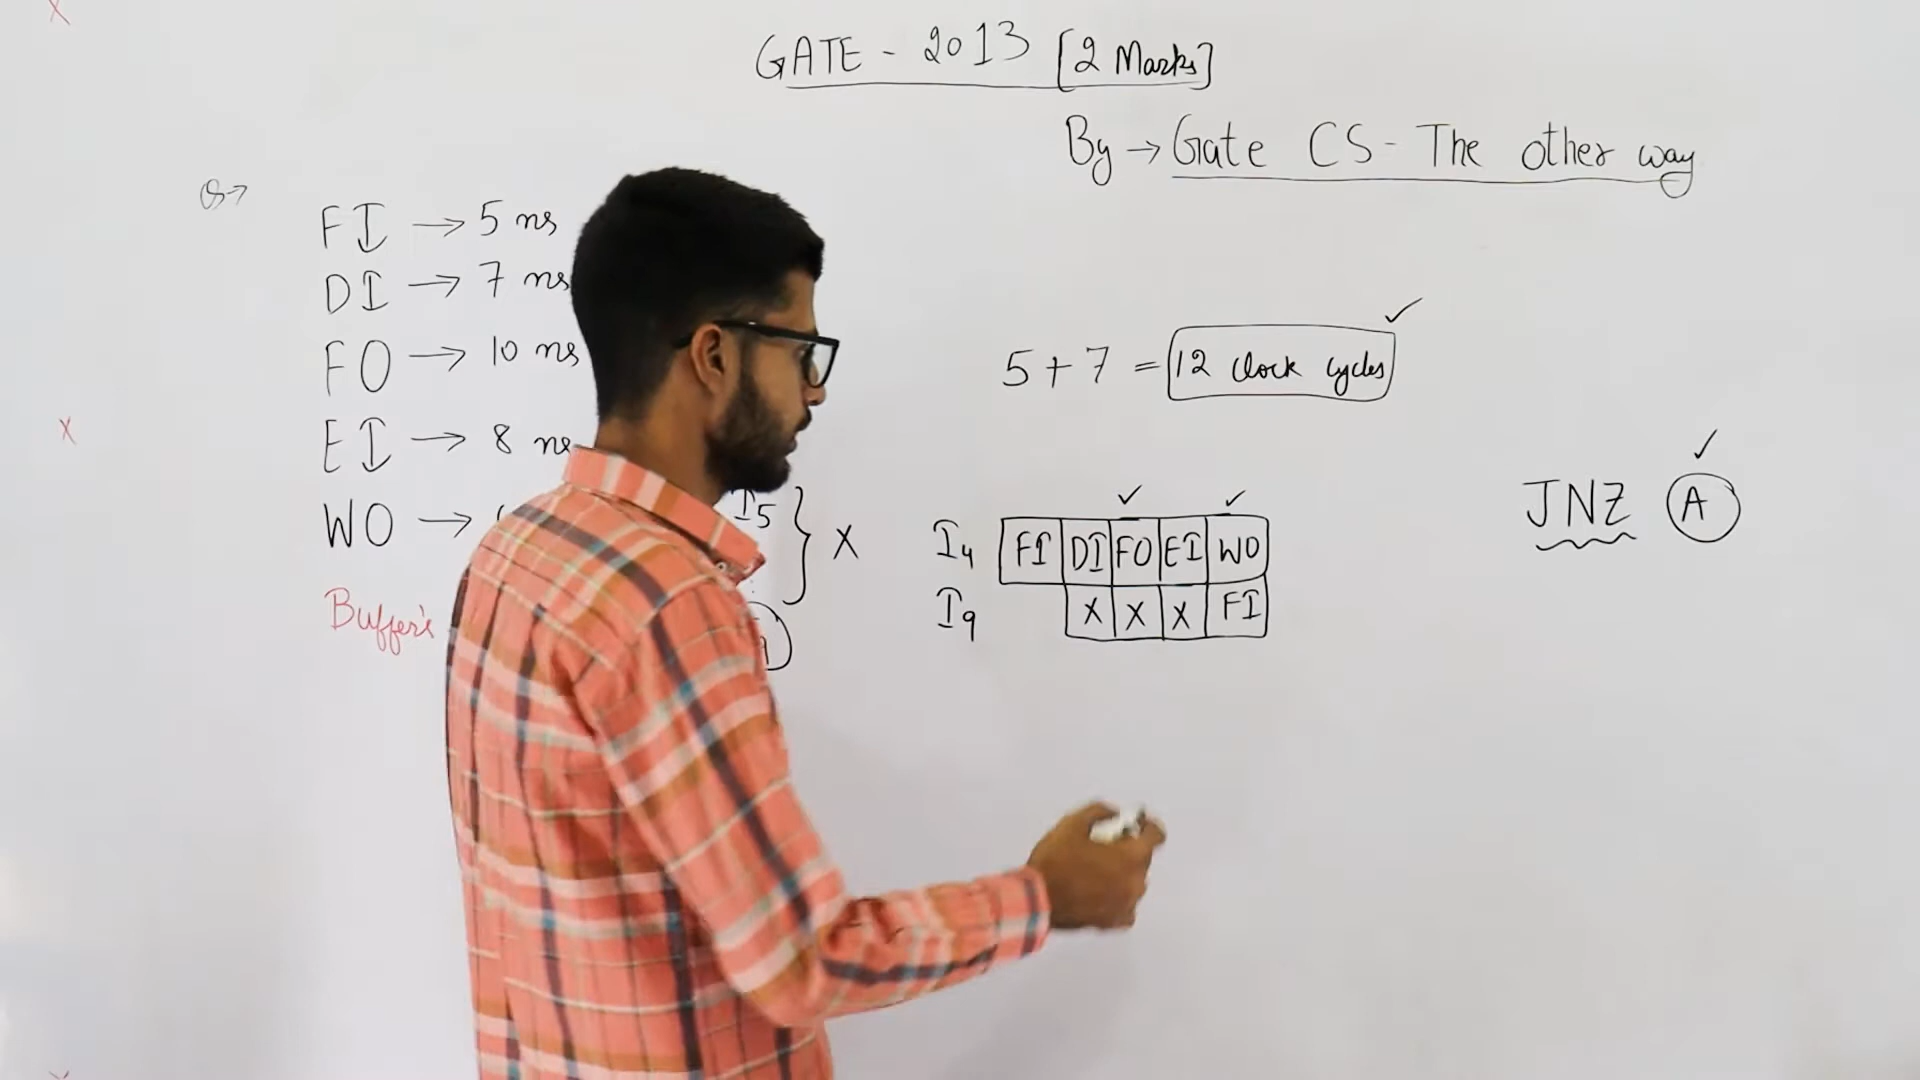 GATE - 2013 [2 Marks]
By → Gate CS - The other way
Q→
FI → 5 ns
DI → 7 ns
FO → 10 ns
EI → 8 ns
WO →
Buffer's
5 + 7 = 12 clock cycles ✓
I5 } X
✓ ✓
I4 FI DI FO EI WO
I9 X X X FI
✓
JNZ A
X